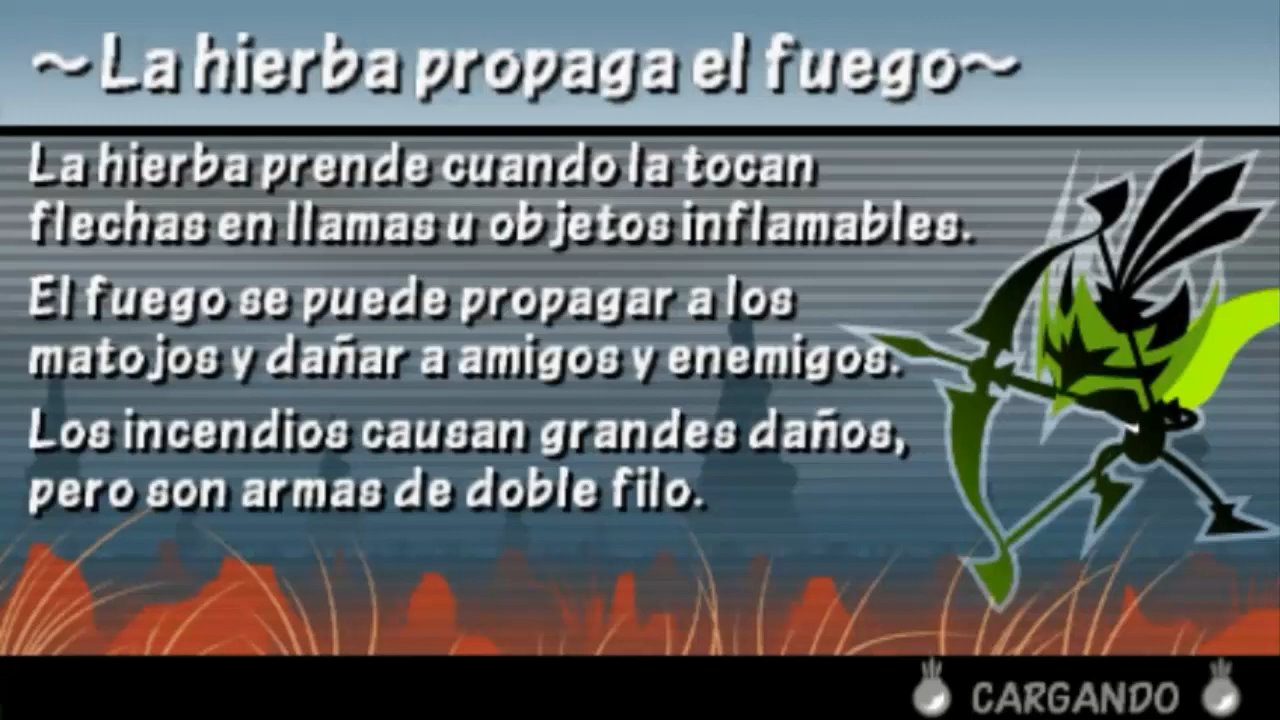 ~La hierba propaga el fuego~
La hierba prende cuando la tocan
flechas en llamas u objetos inflamables.
El fuego se puede propagar a los
matojos y dañar a amigos y enemigos.
Los incendios causan grandes daños,
pero son armas de doble filo.
CARGANDO